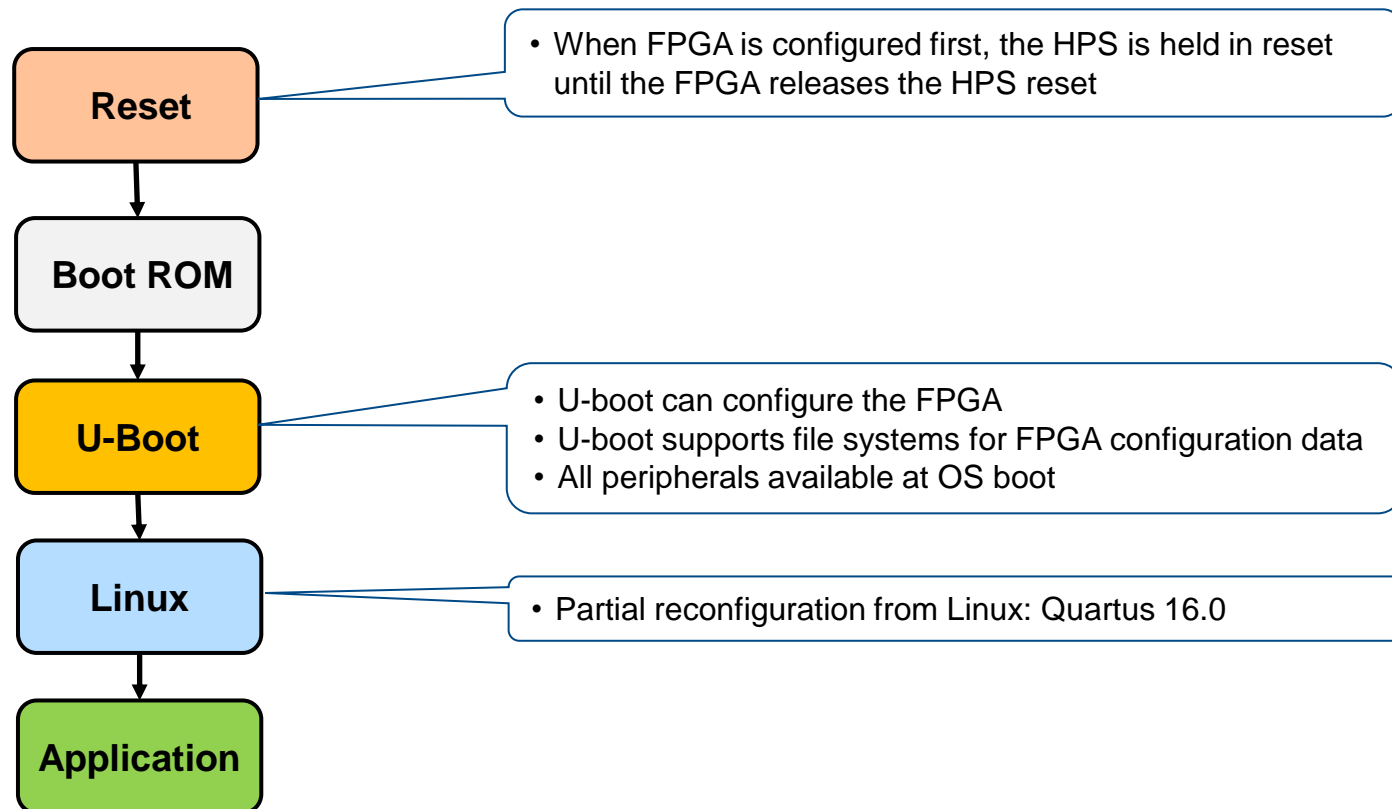 • When FPGA is configured first, the HPS is held in reset
until the FPGA releases the HPS reset
Reset
Boot ROM
• U-boot can configure the FPGA
• U-boot supports file systems for FPGA configuration data
• All peripherals available at OS boot
U-Boot
Linux
• Partial reconfiguration from Linux: Quartus 16.0
Application